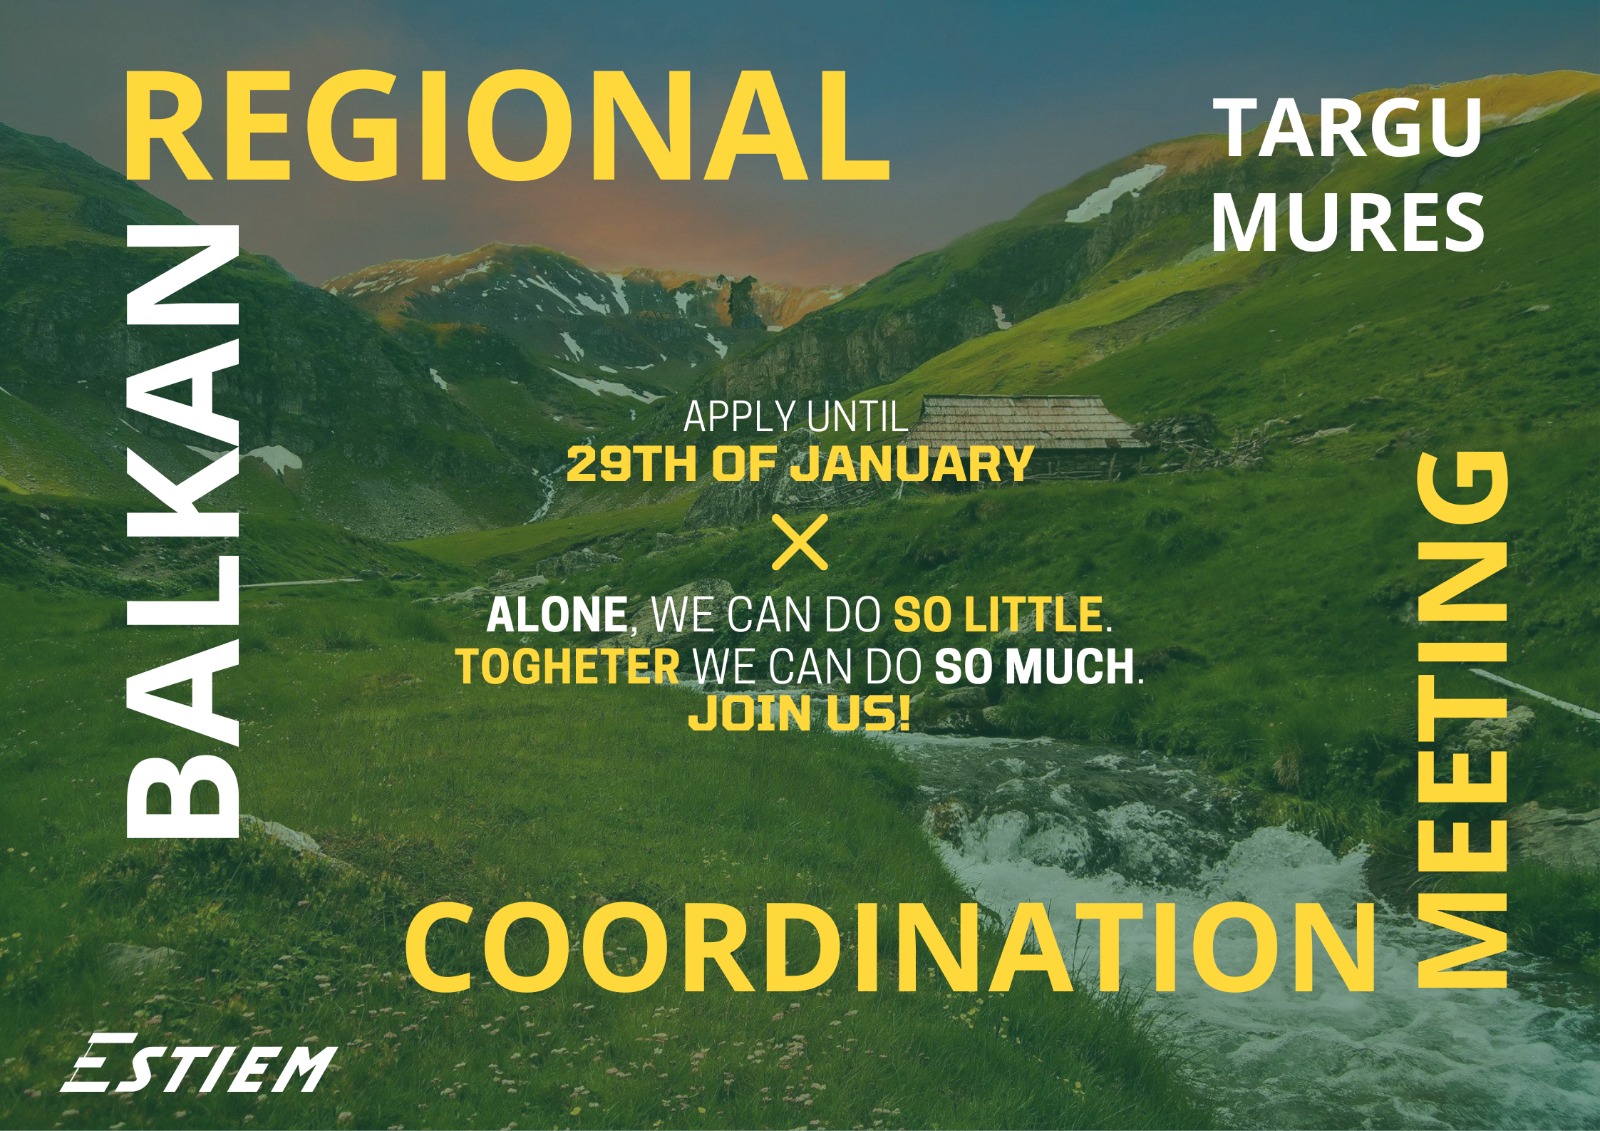 BALKAN
REGIONAL
COORDINATION
MEETING
TARGU
MURES
APPLY UNTIL
29TH OF JANUARY
ALONE, WE CAN DO SO LITTLE.
TOGHETER WE CAN DO SO MUCH.
JOIN US!
ESTIEM